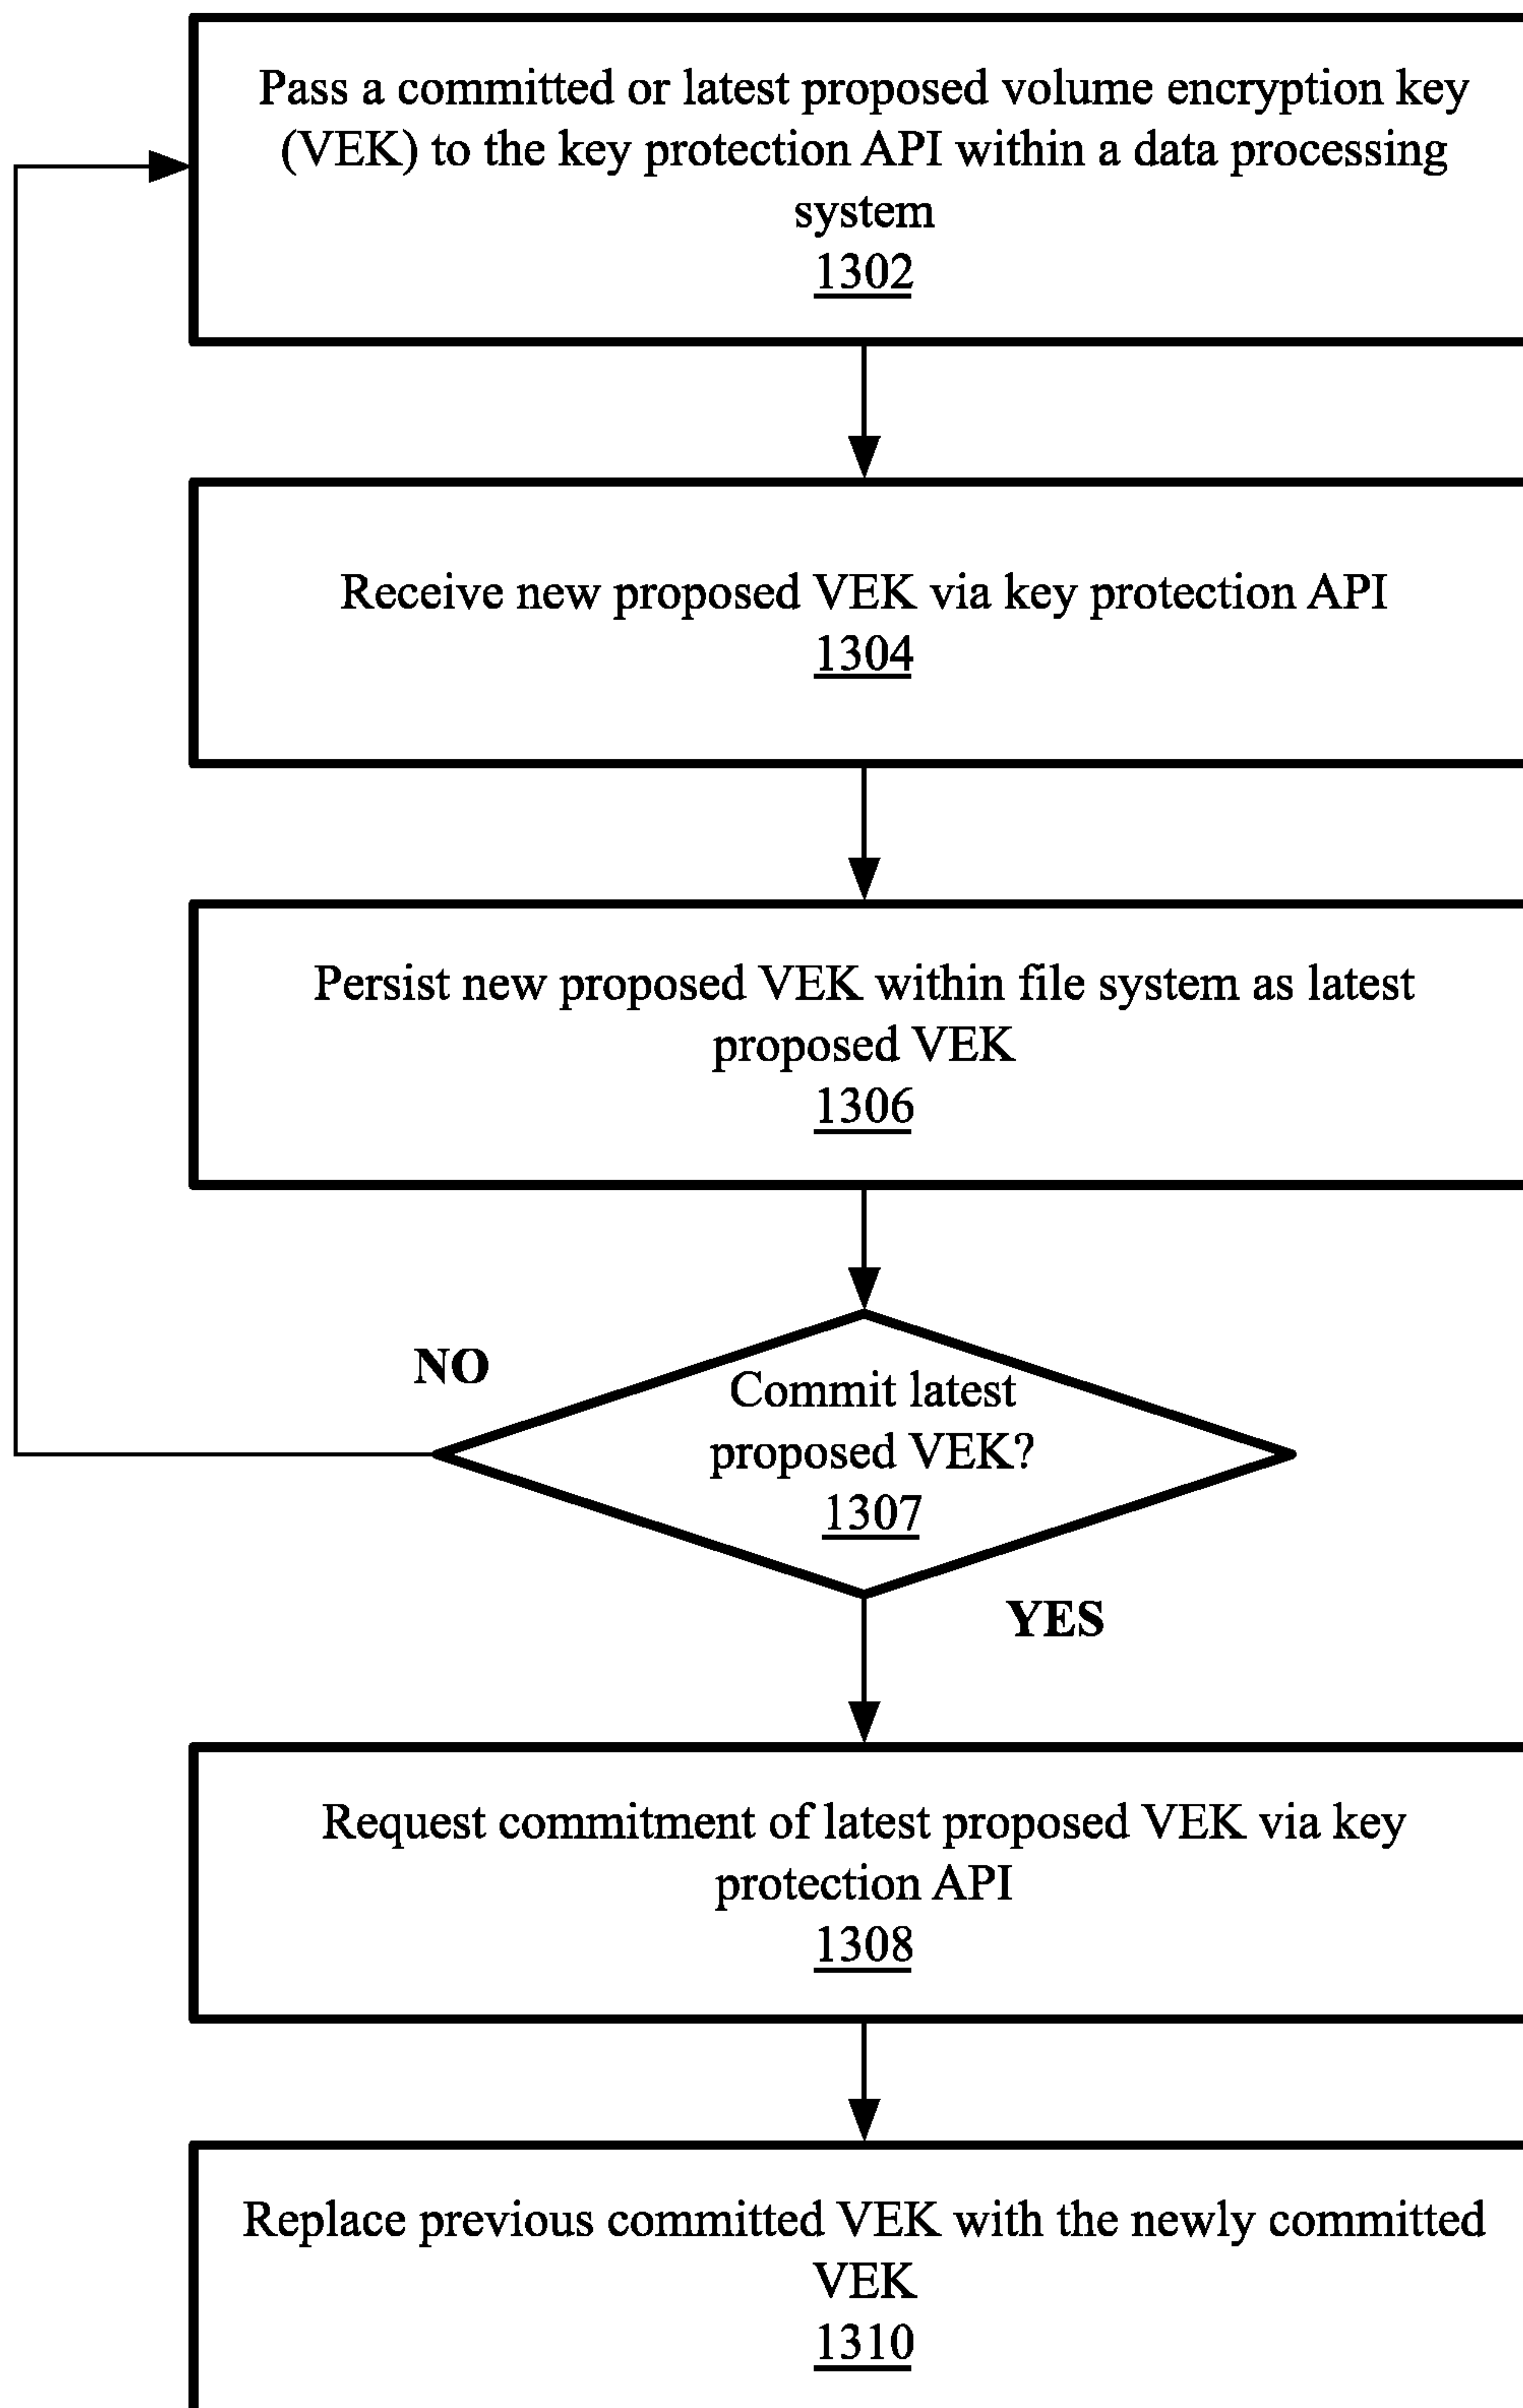 Pass a committed or latest proposed volume encryption key
(VEK) to the key protection API within a data processing
system
1302
Receive new proposed VEK via key protection API
1304
Persist new proposed VEK within file system as latest
proposed VEK
1306
NO
Commit latest
proposed VEK?
1307
YES
Request commitment of latest proposed VEK via key
protection API
1308
Replace previous committed VEK with the newly committed
VEK
1310